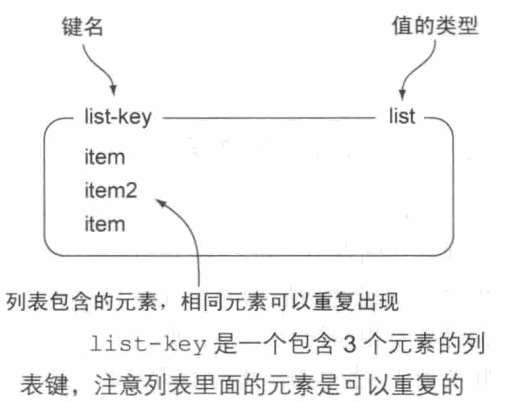 键名
值的类型
list-key
list
item
item2
item
列表包含的元素，相同元素可以重复出现
list-key 是一个包含 3 个元素的列
表键，注意列表里面的元素是可以重复的